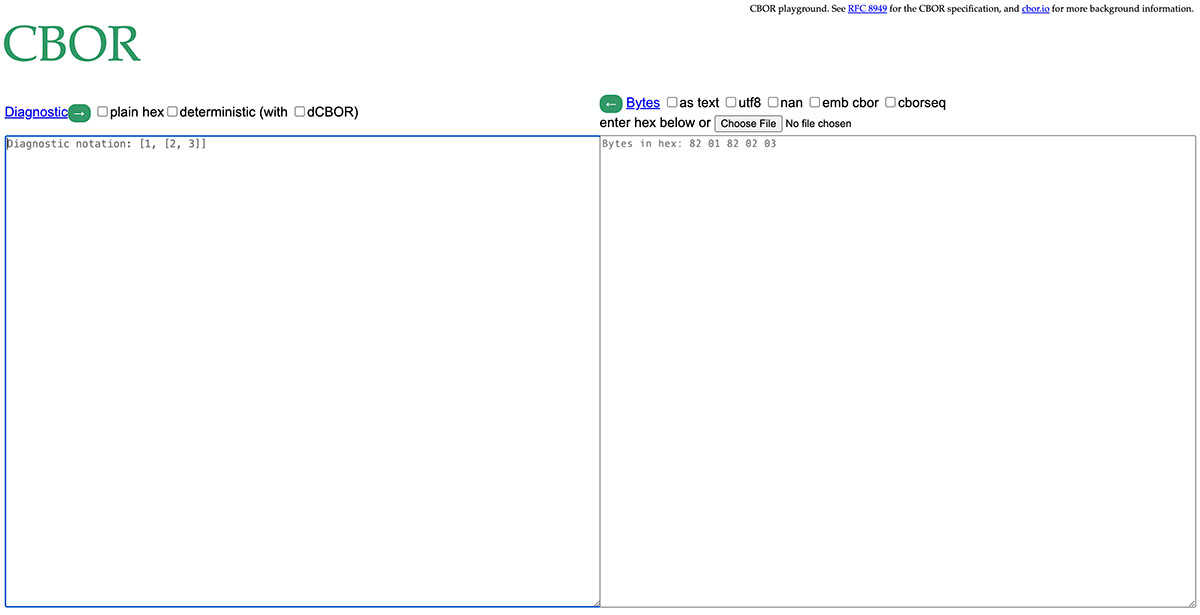 CBOR playground. See RFC 8949 for the CBOR specification, and cbor.io for more background information.
CBOR
Diagnostic → plain hex deterministic (with dCBOR)
← Bytes as text utf8 nan emb cbor cborseq
enter hex below or Choose File No file chosen
Diagnostic notation: [1, [2, 3]]
Bytes in hex: 82 01 82 02 03